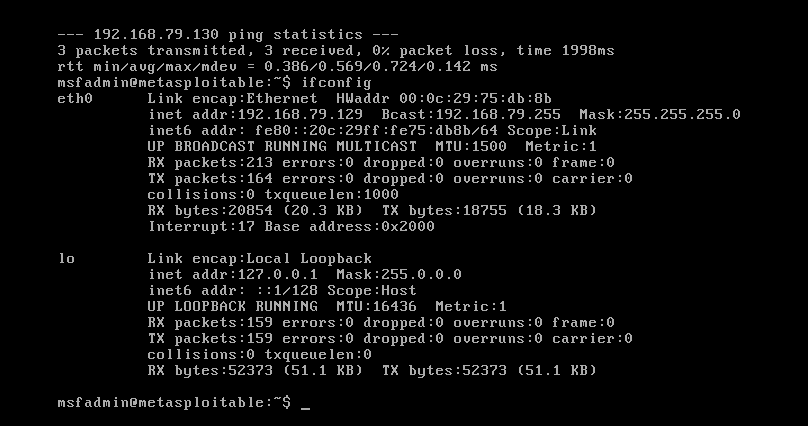 --- 192.168.79.130 ping statistics ---
3 packets transmitted, 3 received, 0% packet loss, time 1998ms
rtt min/avg/max/mdev = 0.386/0.569/0.724/0.142 ms
msfadmin@metasploitable:~$ ifconfig
eth0      Link encap:Ethernet  HWaddr 00:0c:29:75:db:8b
          inet addr:192.168.79.129  Bcast:192.168.79.255  Mask:255.255.255.0
          inet6 addr: fe80::20c:29ff:fe75:db8b/64 Scope:Link
          UP BROADCAST RUNNING MULTICAST  MTU:1500  Metric:1
          RX packets:213 errors:0 dropped:0 overruns:0 frame:0
          TX packets:164 errors:0 dropped:0 overruns:0 carrier:0
          collisions:0 txqueuelen:1000
          RX bytes:20854 (20.3 KB)  TX bytes:18755 (18.3 KB)
          Interrupt:17 Base address:0x2000

lo        Link encap:Local Loopback
          inet addr:127.0.0.1  Mask:255.0.0.0
          inet6 addr: ::1/128 Scope:Host
          UP LOOPBACK RUNNING  MTU:16436  Metric:1
          RX packets:159 errors:0 dropped:0 overruns:0 frame:0
          TX packets:159 errors:0 dropped:0 overruns:0 carrier:0
          collisions:0 txqueuelen:0
          RX bytes:52373 (51.1 KB)  TX bytes:52373 (51.1 KB)

msfadmin@metasploitable:~$ _